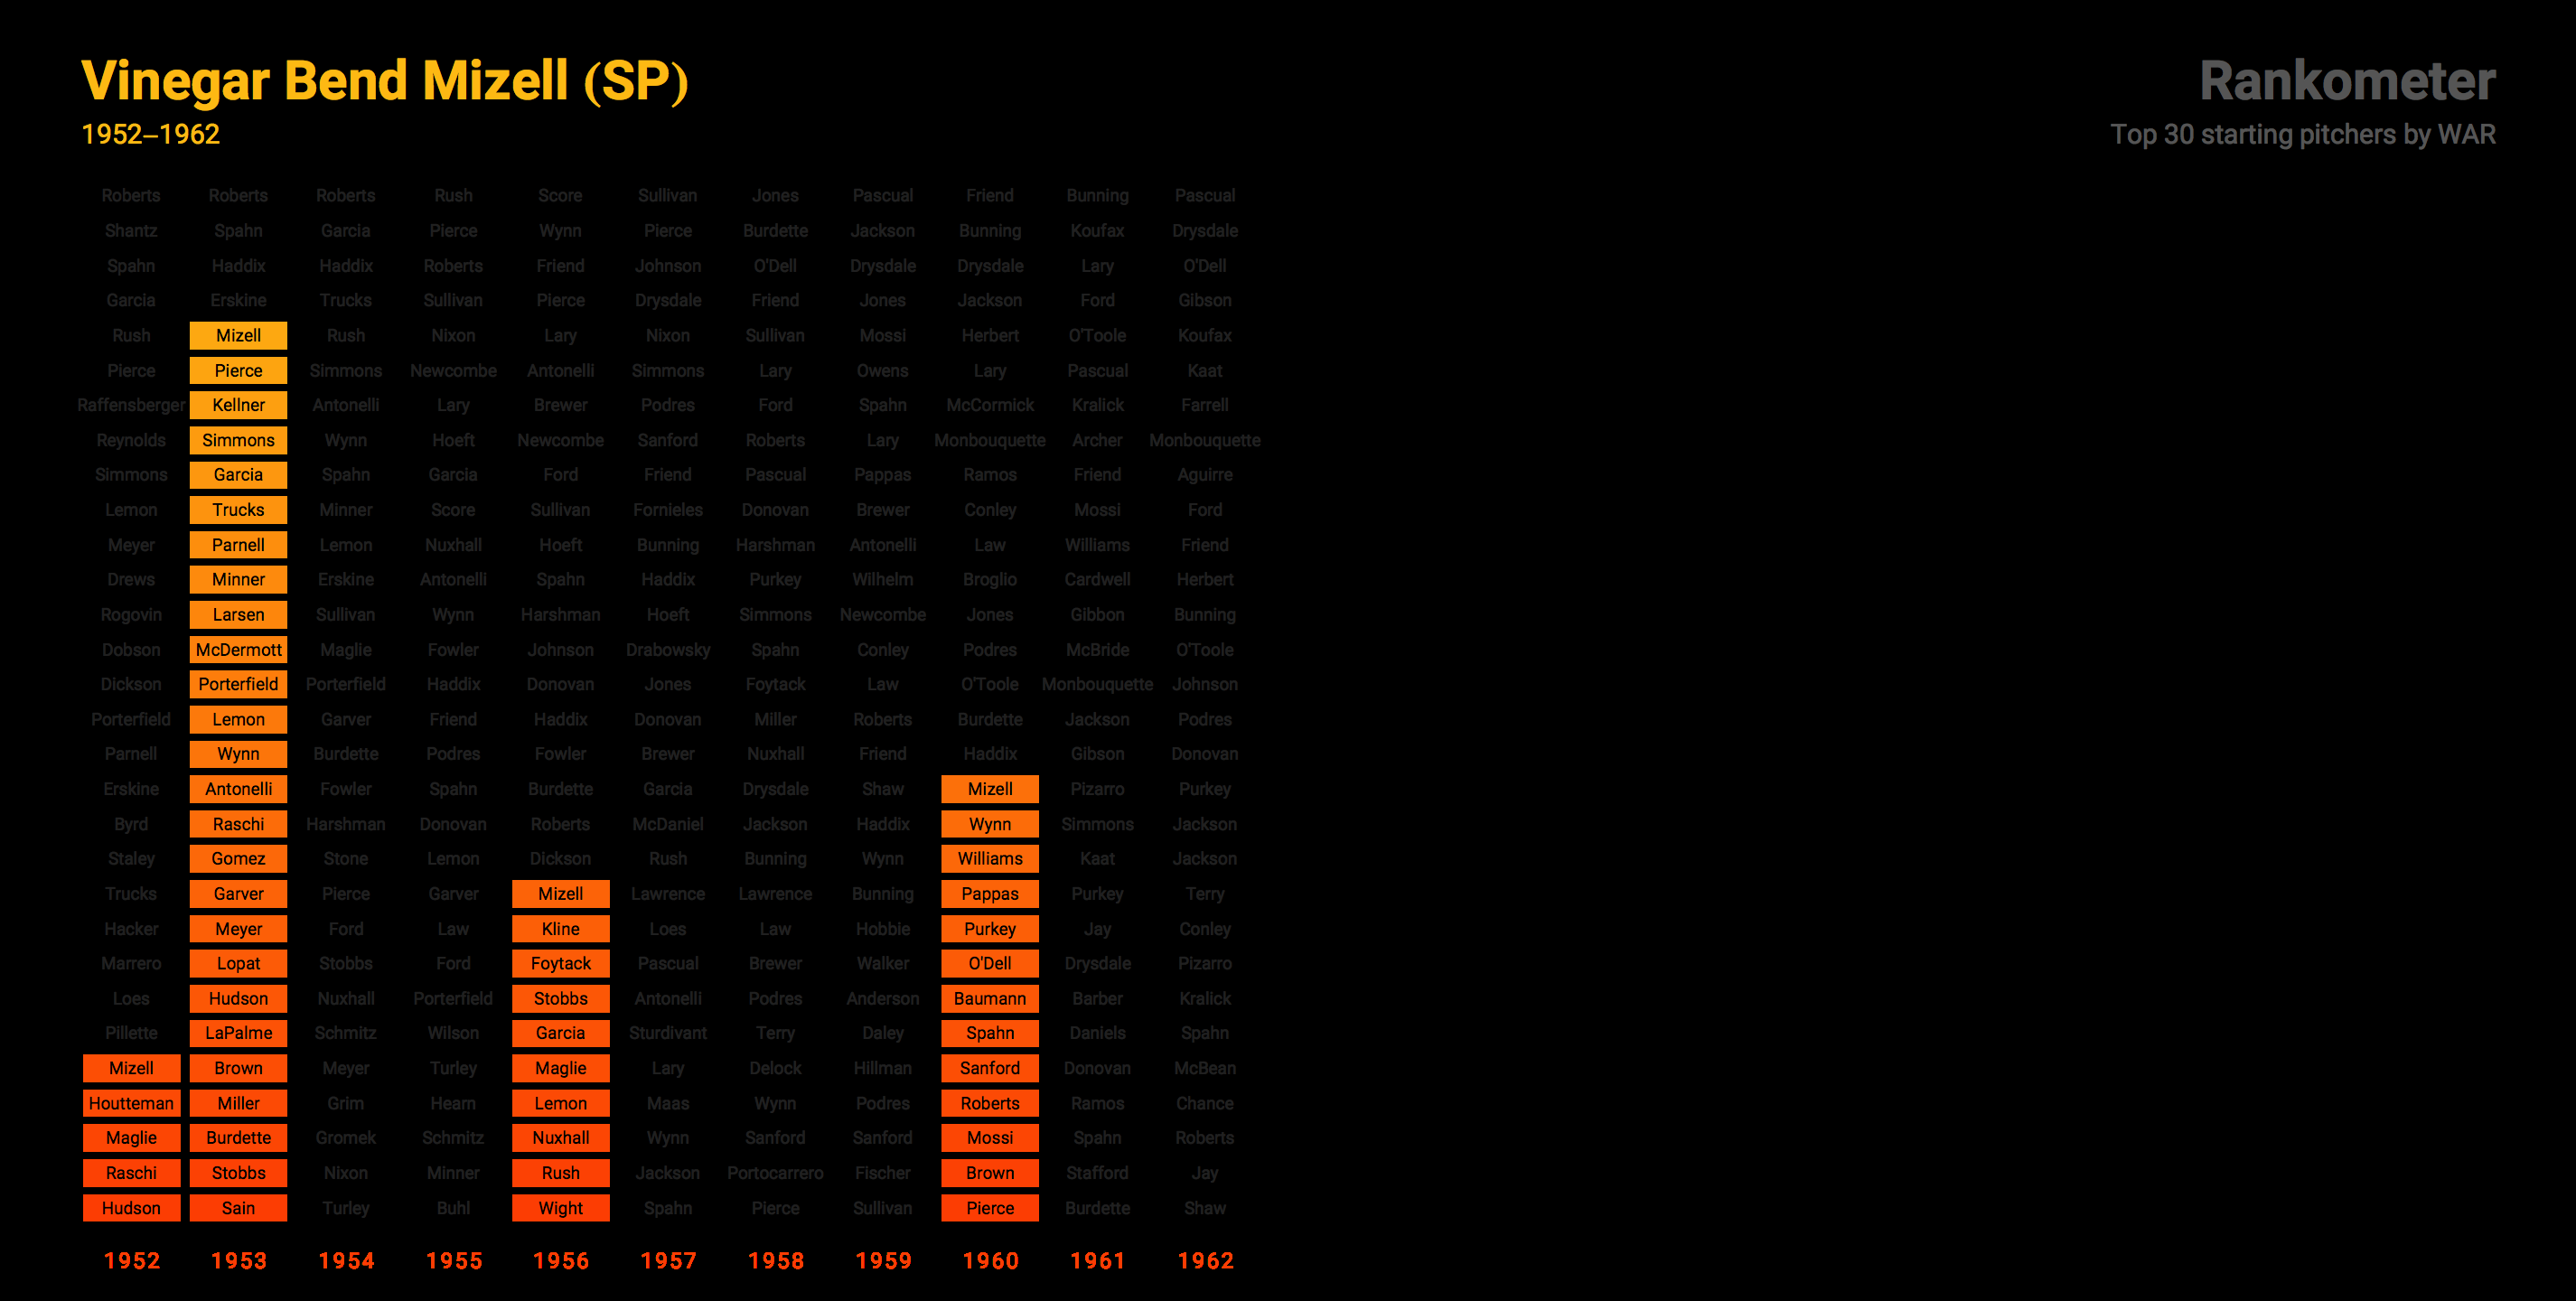 Vinegar Bend Mizell (SP)
1952–1962
Rankometer
Top 30 starting pitchers by WAR
Roberts Roberts Roberts Rush Score Sullivan Jones Pascual Friend Bunning Pascual
Shantz Spahn Garcia Pierce Wynn Pierce Burdette Jackson Bunning Koufax Drysdale
Spahn Haddix Haddix Roberts Friend Johnson O'Dell Drysdale Drysdale Lary O'Dell
Garcia Erskine Trucks Sullivan Pierce Drysdale Friend Jones Jackson Ford Gibson
Rush Mizell Rush Nixon Lary Nixon Sullivan Mossi Herbert O'Toole Koufax
Pierce Pierce Simmons Newcombe Antonelli Simmons Lary Owens Lary Pascual Kaat
Raffensberger Kellner Antonelli Lary Brewer Podres Ford Spahn McCormick Kralick Farrell
Reynolds Simmons Wynn Hoeft Newcombe Sanford Roberts Lary Monbouquette Archer Monbouquette
Simmons Garcia Spahn Garcia Ford Friend Pascual Pappas Ramos Friend Aguirre
Lemon Trucks Minner Score Sullivan Fornieles Donovan Brewer Conley Mossi Ford
Meyer Parnell Lemon Nuxhall Hoeft Bunning Harshman Antonelli Law Williams Friend
Drews Minner Erskine Antonelli Spahn Haddix Purkey Wilhelm Broglio Cardwell Herbert
Rogovin Larsen Sullivan Wynn Harshman Hoeft Simmons Newcombe Jones Gibbon Bunning
Dobson McDermott Maglie Fowler Johnson Drabowsky Spahn Conley Podres McBride O'Toole
Dickson Porterfield Porterfield Haddix Donovan Jones Foytack Law O'Toole Monbouquette Johnson
Porterfield Lemon Garver Friend Haddix Donovan Miller Roberts Burdette Jackson Podres
Parnell Wynn Burdette Podres Fowler Brewer Nuxhall Friend Haddix Gibson Donovan
Erskine Antonelli Fowler Spahn Burdette Garcia Drysdale Shaw Mizell Pizarro Purkey
Byrd Raschi Harshman Donovan Roberts McDaniel Jackson Haddix Wynn Simmons Jackson
Staley Gomez Stone Lemon Dickson Rush Bunning Wynn Williams Kaat Jackson
Trucks Garver Pierce Garver Mizell Lawrence Lawrence Bunning Pappas Purkey Terry
Hacker Meyer Ford Law Kline Loes Law Hobbie Purkey Jay Conley
Marrero Lopat Stobbs Ford Foytack Pascual Brewer Walker O'Dell Drysdale Pizarro
Loes Hudson Nuxhall Porterfield Stobbs Antonelli Podres Anderson Baumann Barber Kralick
Pillette LaPalme Schmitz Wilson Garcia Sturdivant Terry Daley Spahn Daniels Spahn
Mizell Brown Meyer Turley Maglie Lary Delock Hillman Sanford Donovan McBean
Houtteman Miller Grim Hearn Lemon Maas Wynn Podres Roberts Ramos Chance
Maglie Burdette Gromek Schmitz Nuxhall Wynn Sanford Sanford Mossi Spahn Roberts
Raschi Stobbs Nixon Minner Rush Jackson Portocarrero Fischer Brown Stafford Jay
Hudson Sain Turley Buhl Wight Spahn Pierce Sullivan Pierce Burdette Shaw
1952 1953 1954 1955 1956 1957 1958 1959 1960 1961 1962